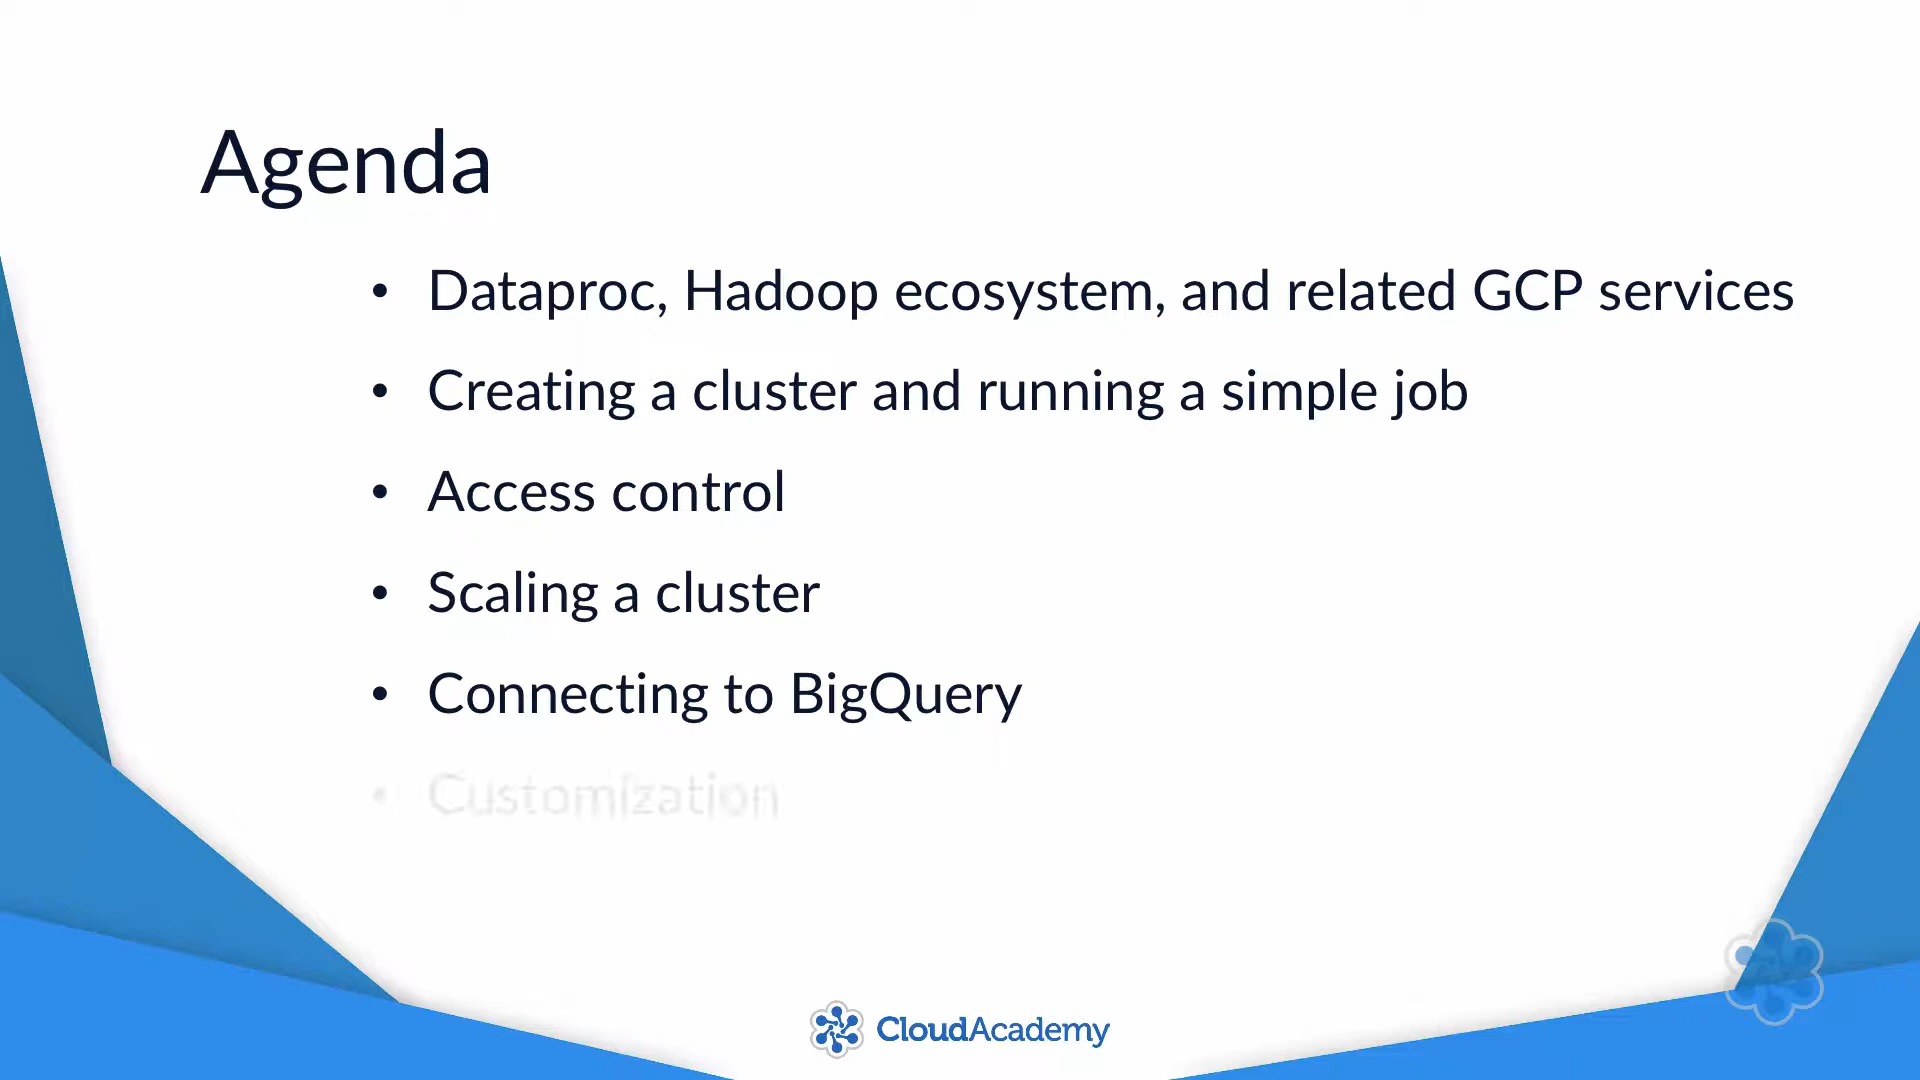 Agenda
• Dataproc, Hadoop ecosystem, and related GCP services
• Creating a cluster and running a simple job
• Access control
• Scaling a cluster
• Connecting to BigQuery
• Customization
CloudAcademy